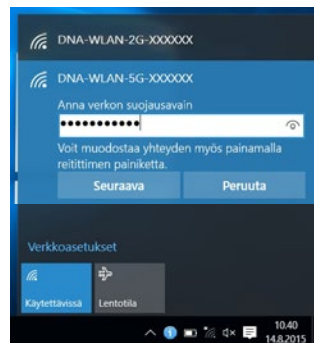 DNA-WLAN-2G-XXXXXX
DNA-WLAN-5G-XXXXXX
Anna verkon suojausavain
Voit muodostaa yhteyden myös painamalla
reitittimen painiketta.
Seuraava Peruuta
Verkkoasetukset
Käytettävissä Lentotila
10.40
14.8.2015